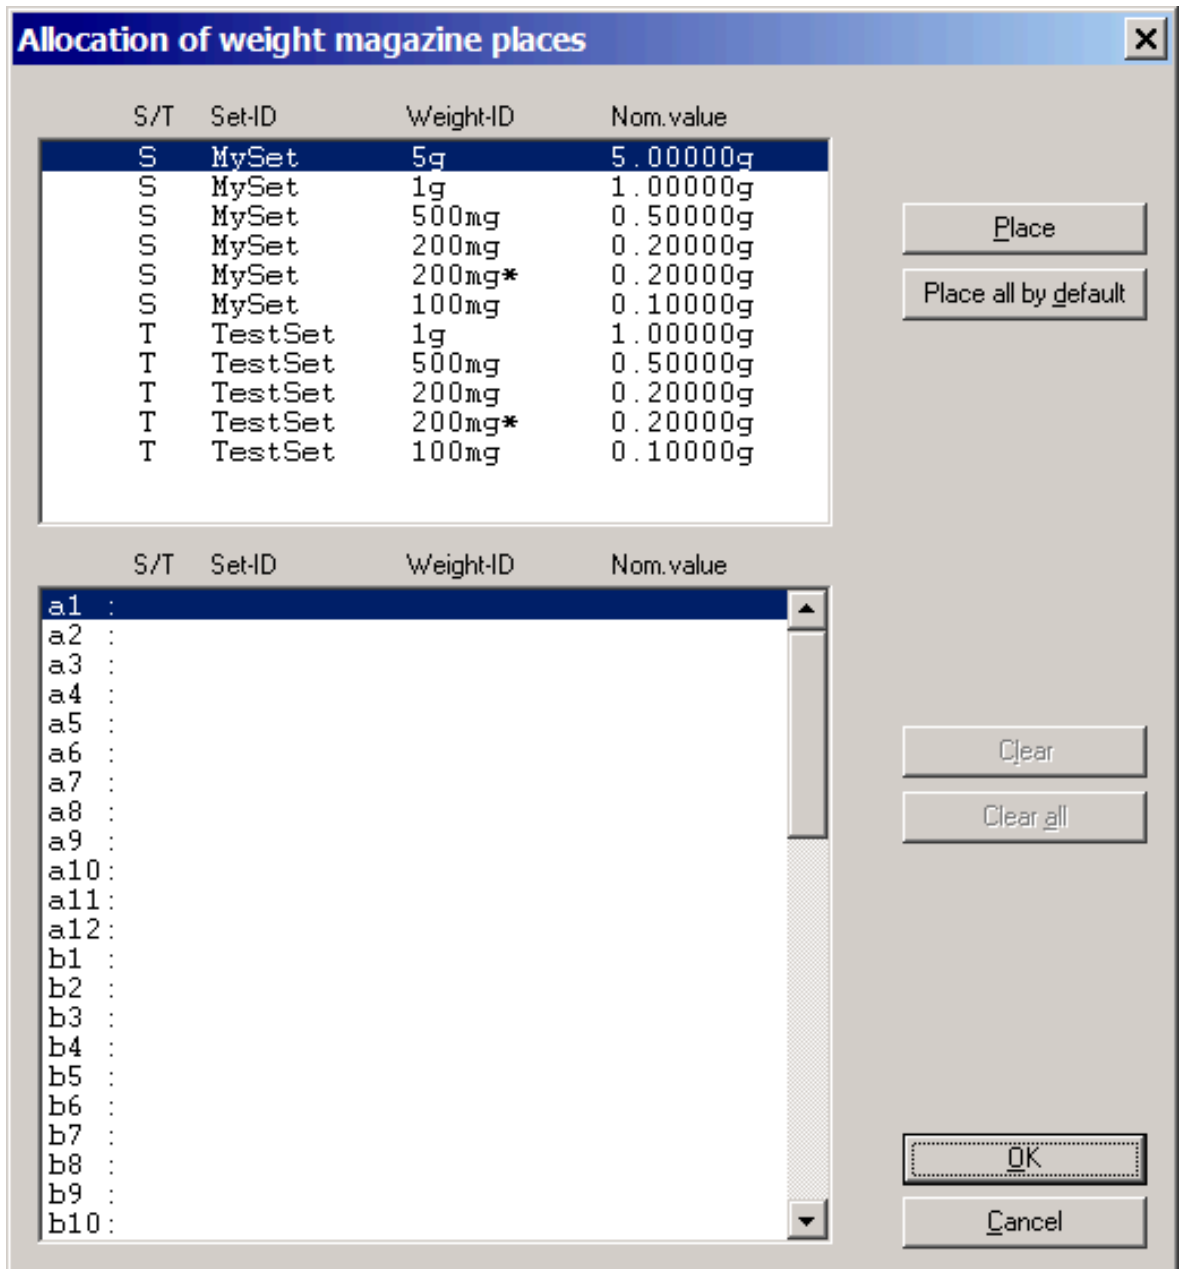 Allocation of weight magazine places
S/T Set-ID Weight-ID Nom.value
S MySet 5g 5.00000g
S MySet 1g 1.00000g
S MySet 500mg 0.50000g
S MySet 200mg 0.20000g
S MySet 200mg* 0.20000g
S MySet 100mg 0.10000g
T TestSet 1g 1.00000g
T TestSet 500mg 0.50000g
T TestSet 200mg 0.20000g
T TestSet 200mg* 0.20000g
T TestSet 100mg 0.10000g
Place
Place all by default
S/T Set-ID Weight-ID Nom.value
a1 :
a2 :
a3 :
a4 :
a5 :
a6 :
a7 :
a8 :
a9 :
a10:
a11:
a12:
b1 :
b2 :
b3 :
b4 :
b5 :
b6 :
b7 :
b8 :
b9 :
b10:
Clear
Clear all
OK
Cancel